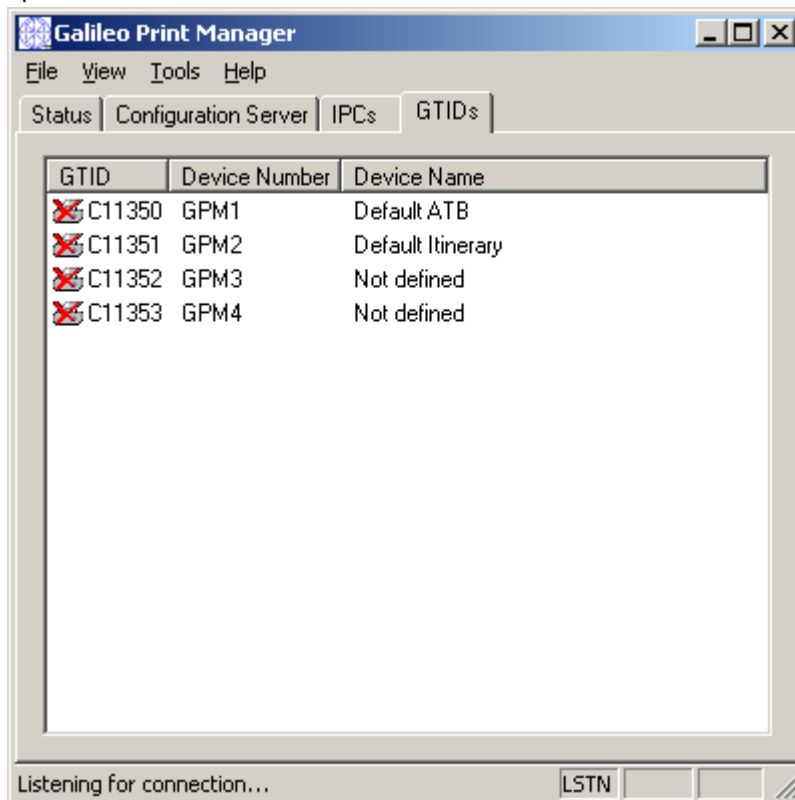 Galileo Print Manager
File View Tools Help
Status Configuration Server IPCs GTIDs
GTID Device Number Device Name
C11350 GPM1 Default ATB
C11351 GPM2 Default Itinerary
C11352 GPM3 Not defined
C11353 GPM4 Not defined
Listening for connection... LSTN